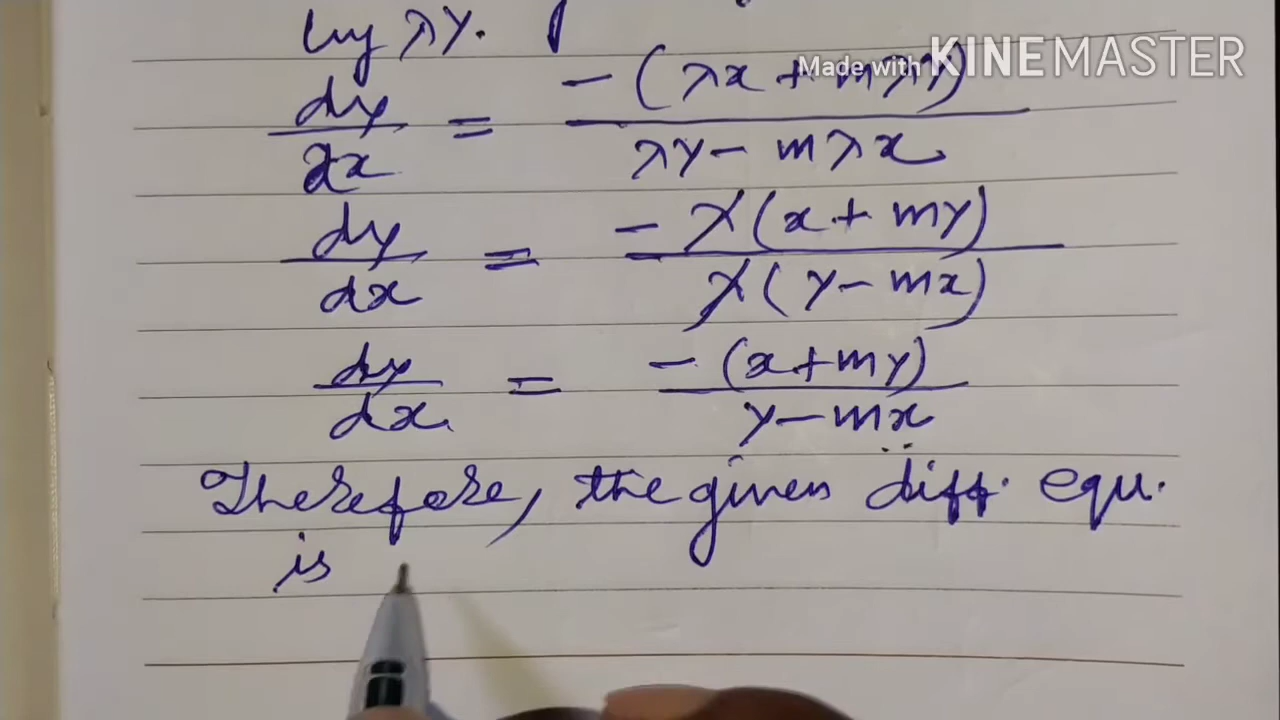 by λy.
Made with KINEMASTER
dy/dx = -(λx + mλy)/λy - mλx
dy/dx = -λ(x + my)/λ(y - mx)
dy/dx = -(x + my)/y - mx
Therefore, the given diff. equ.
is